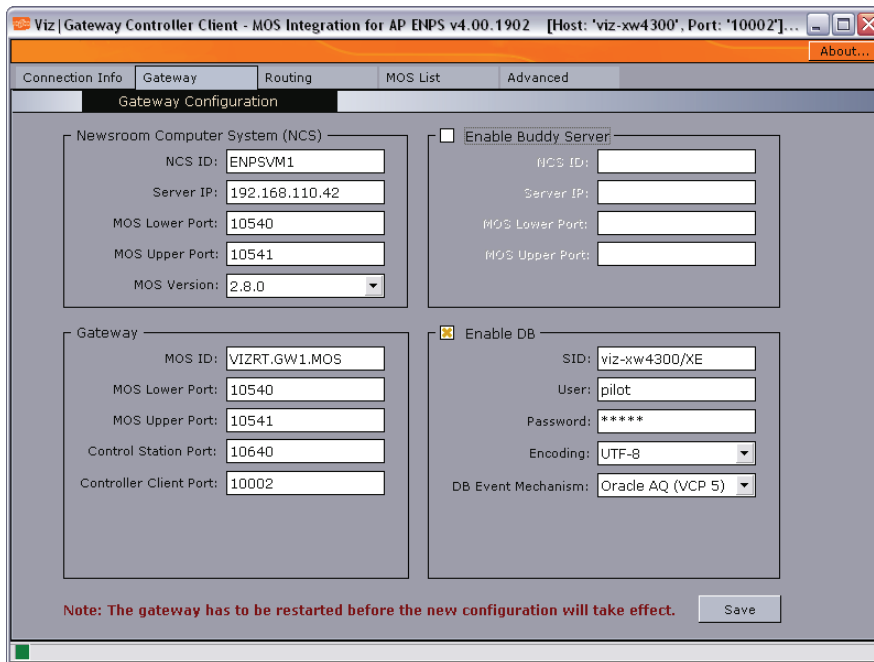 Viz|Gateway Controller Client - MOS Integration for AP ENPS v4.00.1902 [Host: 'viz-xw4300', Port: '10002']...
About...
Connection Info Gateway Routing MOS List Advanced
Gateway Configuration
Newsroom Computer System (NCS)
NCS ID: ENPSVM1
Server IP: 192.168.110.42
MOS Lower Port: 10540
MOS Upper Port: 10541
MOS Version: 2.8.0
Enable Buddy Server
NCS ID:
Server IP:
MOS Lower Port:
MOS Upper Port:
Gateway
MOS ID: VIZRT.GW1.MOS
MOS Lower Port: 10540
MOS Upper Port: 10541
Control Station Port: 10640
Controller Client Port: 10002
Enable DB
SID: viz-xw4300/XE
User: pilot
Password: *****
Encoding: UTF-8
DB Event Mechanism: Oracle AQ (VCP 5)
Note: The gateway has to be restarted before the new configuration will take effect.
Save